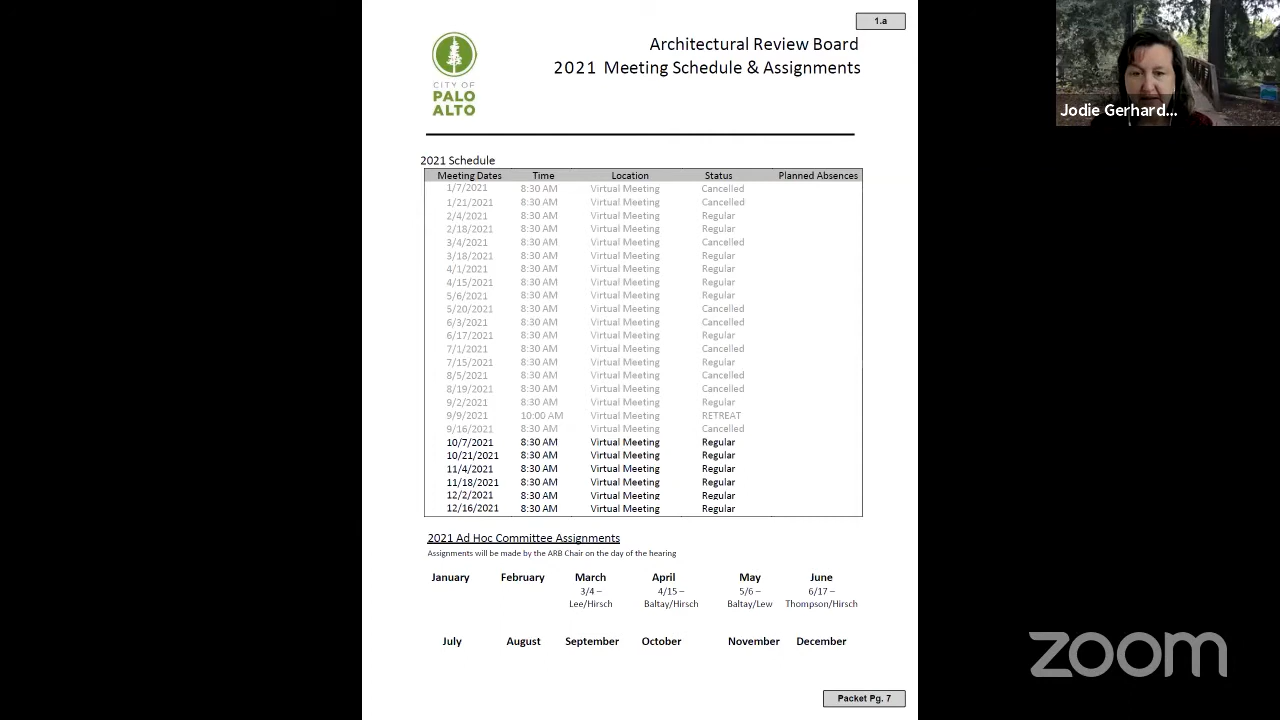 1.a
Architectural Review Board
2021 Meeting Schedule & Assignments
CITY OF
PALO
ALTO
Jodie Gerhard...
2021 Schedule
Meeting Dates Time Location Status Planned Absences
1/7/2021 8:30 AM Virtual Meeting Cancelled
1/21/2021 8:30 AM Virtual Meeting Cancelled
2/4/2021 8:30 AM Virtual Meeting Regular
2/18/2021 8:30 AM Virtual Meeting Regular
3/4/2021 8:30 AM Virtual Meeting Cancelled
3/18/2021 8:30 AM Virtual Meeting Regular
4/1/2021 8:30 AM Virtual Meeting Regular
4/15/2021 8:30 AM Virtual Meeting Regular
5/6/2021 8:30 AM Virtual Meeting Regular
5/20/2021 8:30 AM Virtual Meeting Cancelled
6/3/2021 8:30 AM Virtual Meeting Cancelled
6/17/2021 8:30 AM Virtual Meeting Regular
7/1/2021 8:30 AM Virtual Meeting Cancelled
7/15/2021 8:30 AM Virtual Meeting Regular
8/5/2021 8:30 AM Virtual Meeting Cancelled
8/19/2021 8:30 AM Virtual Meeting Cancelled
9/2/2021 8:30 AM Virtual Meeting Regular
9/9/2021 10:00 AM Virtual Meeting RETREAT
9/16/2021 8:30 AM Virtual Meeting Cancelled
10/7/2021 8:30 AM Virtual Meeting Regular
10/21/2021 8:30 AM Virtual Meeting Regular
11/4/2021 8:30 AM Virtual Meeting Regular
11/18/2021 8:30 AM Virtual Meeting Regular
12/2/2021 8:30 AM Virtual Meeting Regular
12/16/2021 8:30 AM Virtual Meeting Regular
2021 Ad Hoc Committee Assignments
Assignments will be made by the ARB Chair on the day of the hearing
January February March April May June
3/4 – 4/15 – 5/6 – 6/17 –
Lee/Hirsch Baltay/Hirsch Baltay/Lew Thompson/Hirsch
July August September October November December
zoom
Packet Pg. 7